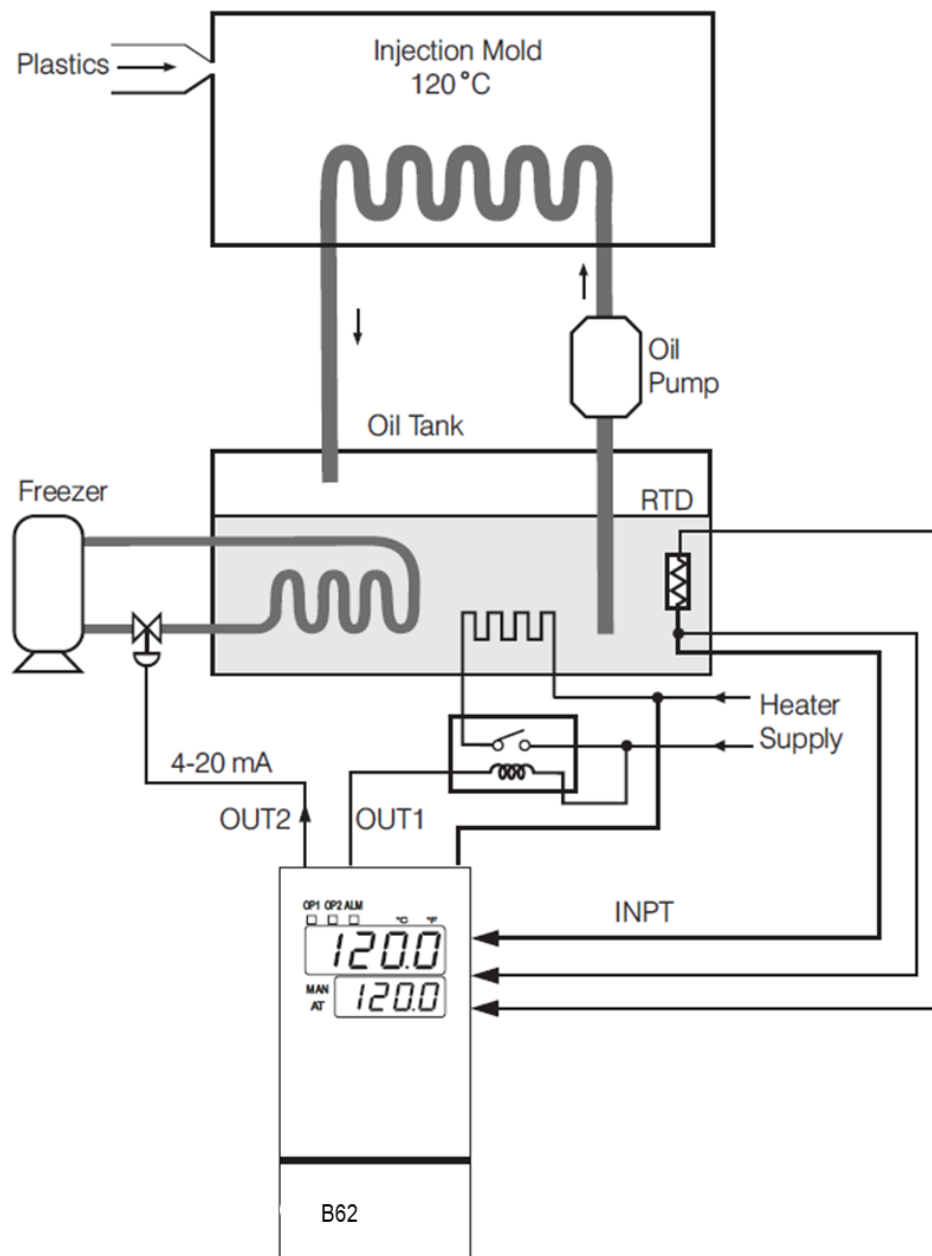 Injection Mold
120°C
Plastics
Oil
Pump
Oil Tank
Freezer
RTD
Heater
Supply
4-20 mA
OUT2
OUT1
OP1 OP2 ALM °C °F
120.0
INPT
MAN
AT
120.0
B62